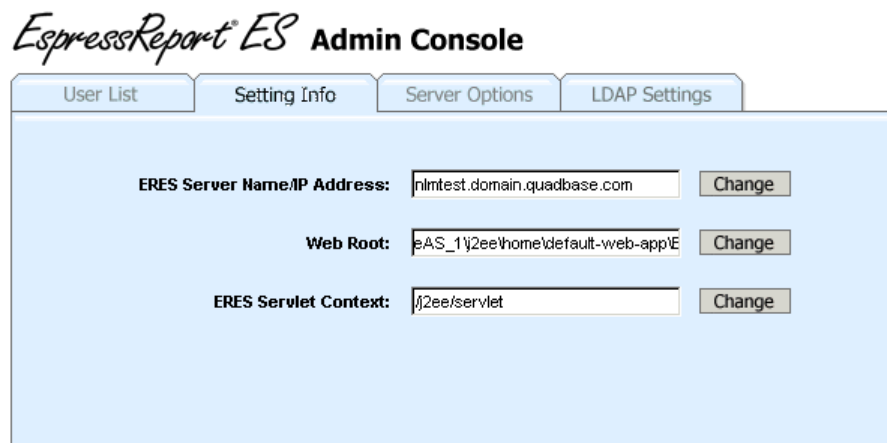 EspressReport® ES Admin Console
User List Setting Info Server Options LDAP Settings
ERES Server Name/IP Address: nlmtest.domain.quadbase.com Change
Web Root: eAS_1\j2ee\home\default-web-app\E Change
ERES Servlet Context: /j2ee/servlet Change